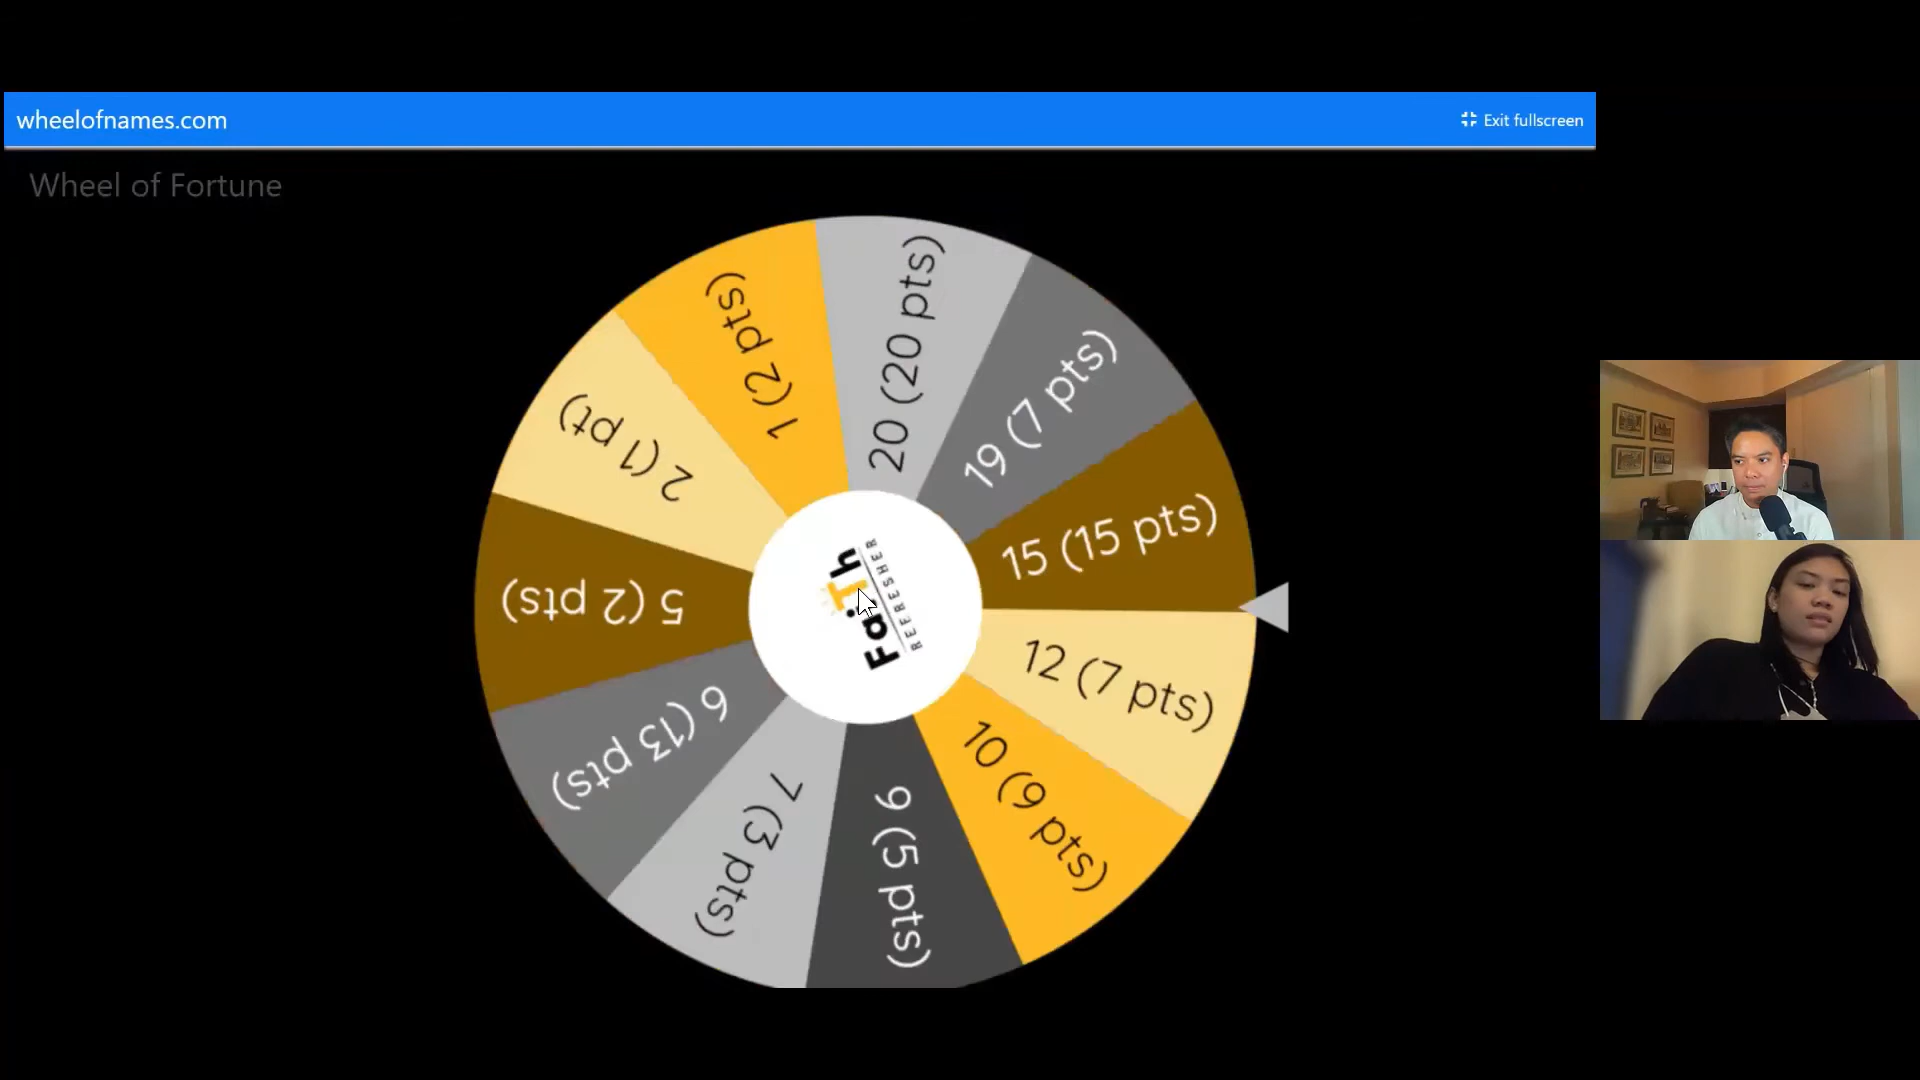 wheelofnames.com
Exit fullscreen
Wheel of Fortune
20 (20 pts)
19 (7 pts)
15 (15 pts)
12 (7 pts)
10 (9 pts)
9 (5 pts)
7 (3 pts)
6 (13 pts)
5 (2 pts)
2 (1 pt)
1 (2 pts)
FaiTh
REFRESHER